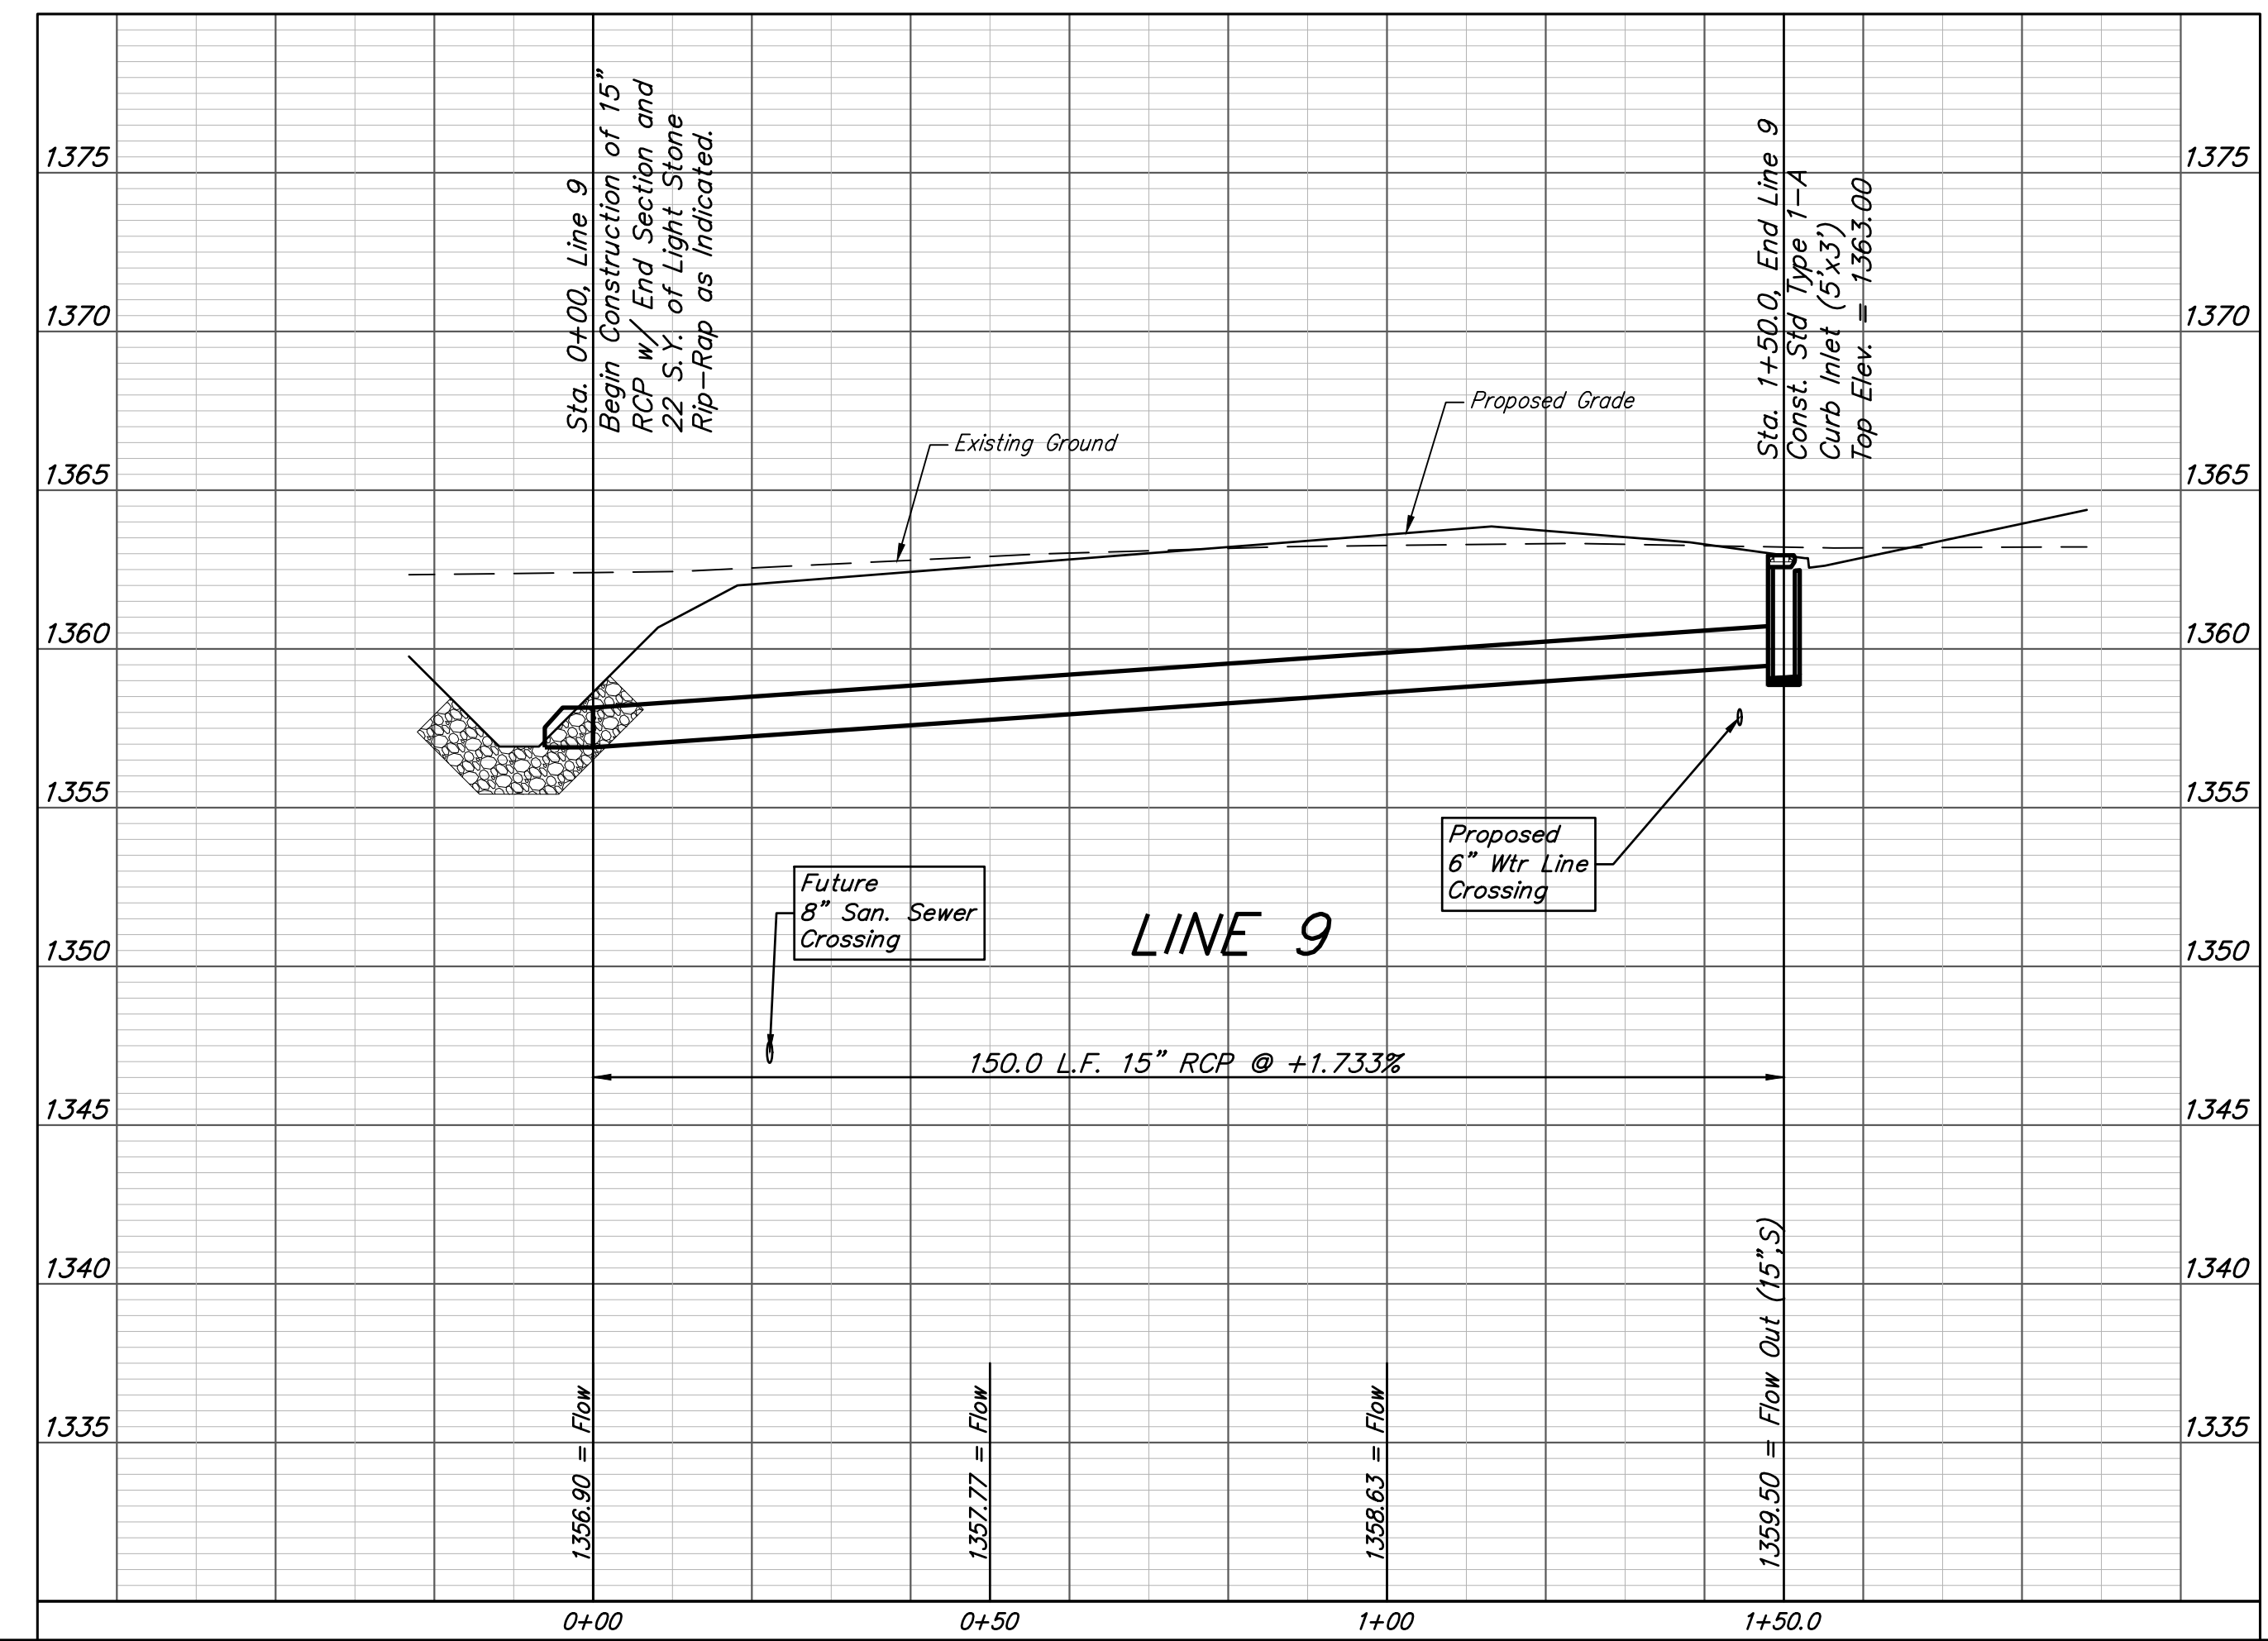 Sta. 0+00, Line 9
Begin Construction of 15"
RCP w/ End Section and
22 S.Y. of Light Stone
Rip-Rap as Indicated.
Sta. 1+50.0, End Line 9
Const. Std Type 1-A
Curb Inlet (5'x3')
Top Elev. = 1363.00
1375
1375
1370
1370
Proposed Grade
Existing Ground
1365
1365
1360
1360
1355
1355
Proposed
6" Wtr Line
Crossing
Future
8" San. Sewer
Crossing
LINE 9
1350
1350
150.0 L.F. 15" RCP @ +1.733%
1345
1345
1340
1340
1335
1335
1356.90 = Flow
1357.77 = Flow
1358.63 = Flow
1359.50 = Flow Out (15",S)
0+00
0+50
1+00
1+50.0